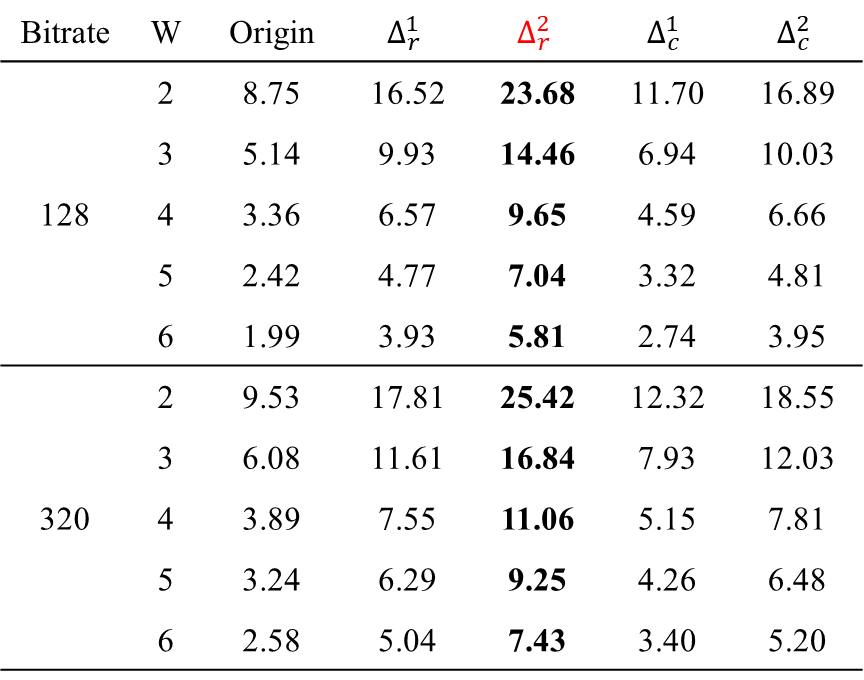 Bitrate W Origin Δ_r^1 Δ_r^2 Δ_c^1 Δ_c^2
2 8.75 16.52 23.68 11.70 16.89
3 5.14 9.93 14.46 6.94 10.03
128 4 3.36 6.57 9.65 4.59 6.66
5 2.42 4.77 7.04 3.32 4.81
6 1.99 3.93 5.81 2.74 3.95
2 9.53 17.81 25.42 12.32 18.55
3 6.08 11.61 16.84 7.93 12.03
320 4 3.89 7.55 11.06 5.15 7.81
5 3.24 6.29 9.25 4.26 6.48
6 2.58 5.04 7.43 3.40 5.20